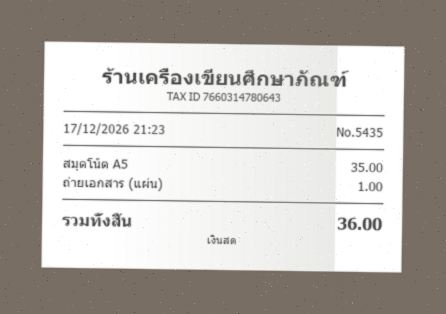 ร้านเครื่องเขียนศึกษาภัณฑ์
TAX ID 7660314780643
17/12/2026 21:23 No.5435
สมุดโน้ต A5 35.00
ถ่ายเอกสาร (แผ่น) 1.00
รวมทั้งสิ้น 36.00
เงินสด